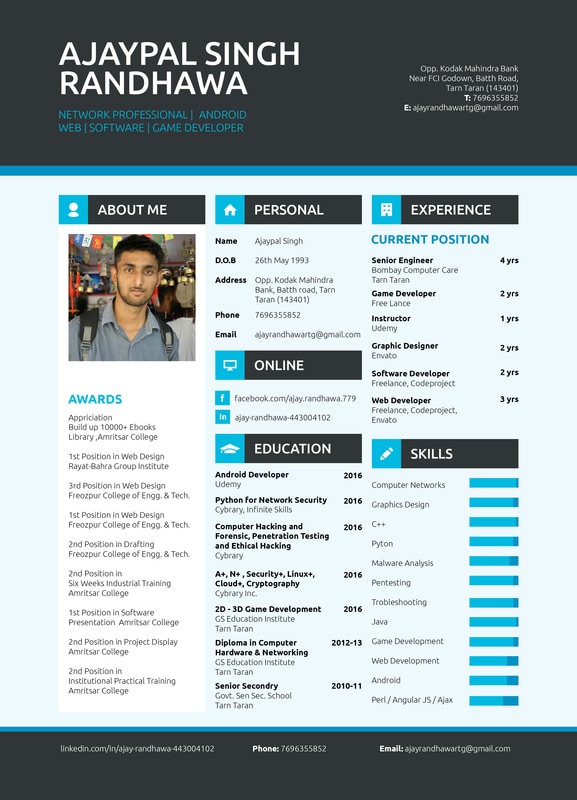 AJAYPAL SINGH
RANDHAWA
NETWORK PROFESSIONAL | ANDROID
WEB | SOFTWARE | GAME DEVELOPER
Opp. Kodak Mahindra Bank
Near FCI Godown, Batth Road,
Tarn Taran (143401)
T: 7696355852
E: ajayrandhawartg@gmail.com
ABOUT ME
AWARDS
Appriciation
Build up 10000+ Ebooks
Library ,Amritsar College
1st Position in Web Design
Rayat-Bahra Group Institute
3rd Position in Web Design
Freozpur College of Engg. & Tech.
1st Position in Web Design
Freozpur College of Engg. & Tech.
2nd Position in Drafting
Freozpur College of Engg. & Tech.
2nd Position in
Six Weeks Industrial Training
Amritsar College
1st Position in Software
Presentation Amritsar College
2nd Position in Project Display
Amritsar College
2nd Position in
Institutional Practical Training
Amritsar College
PERSONAL
Name Ajaypal Singh
D.O.B 26th May 1993
Address Opp. Kodak Mahindra
Bank, Batth road, Tarn
Taran (143401)
Phone 7696355852
Email ajayrandhawartg@gmail.com
ONLINE
f facebook.com/ajay.randhawa.779
in ajay-randhawa-443004102
EDUCATION
Android Developer 2016
Udemy
Python for Network Security 2016
Cybrary, Infinite Skills
Computer Hacking and 2016
Forensic, Penetration Testing
and Ethical Hacking
Cybrary
A+, N+ , Security+, Linux+, 2016
Cloud+, Cryptography
Cybrary Inc.
2D - 3D Game Development 2016
GS Education Institute
Tarn Taran
Diploma in Computer 2012-13
Hardware & Networking
GS Education Institute
Tarn Taran
Senior Secondry 2010-11
Govt. Sen Sec. School
Tarn Taran
EXPERIENCE
CURRENT POSITION
Senior Engineer 4 yrs
Bombay Computer Care
Tarn Taran
Game Developer 2 yrs
Free Lance
Instructor 1 yrs
Udemy
Graphic Designer 2 yrs
Envato
Software Developer 2 yrs
Freelance, Codeproject
Web Developer 3 yrs
Freelance, Codeproject,
Envato
SKILLS
Computer Networks
Graphics Design
C++
Pyton
Malware Analysis
Pentesting
Trobleshooting
Java
Game Development
Web Development
Android
Perl / Angular JS / Ajax
linkedin.com/in/ajay-randhawa-443004102 Phone: 7696355852 Email: ajayrandhawartg@gmail.com